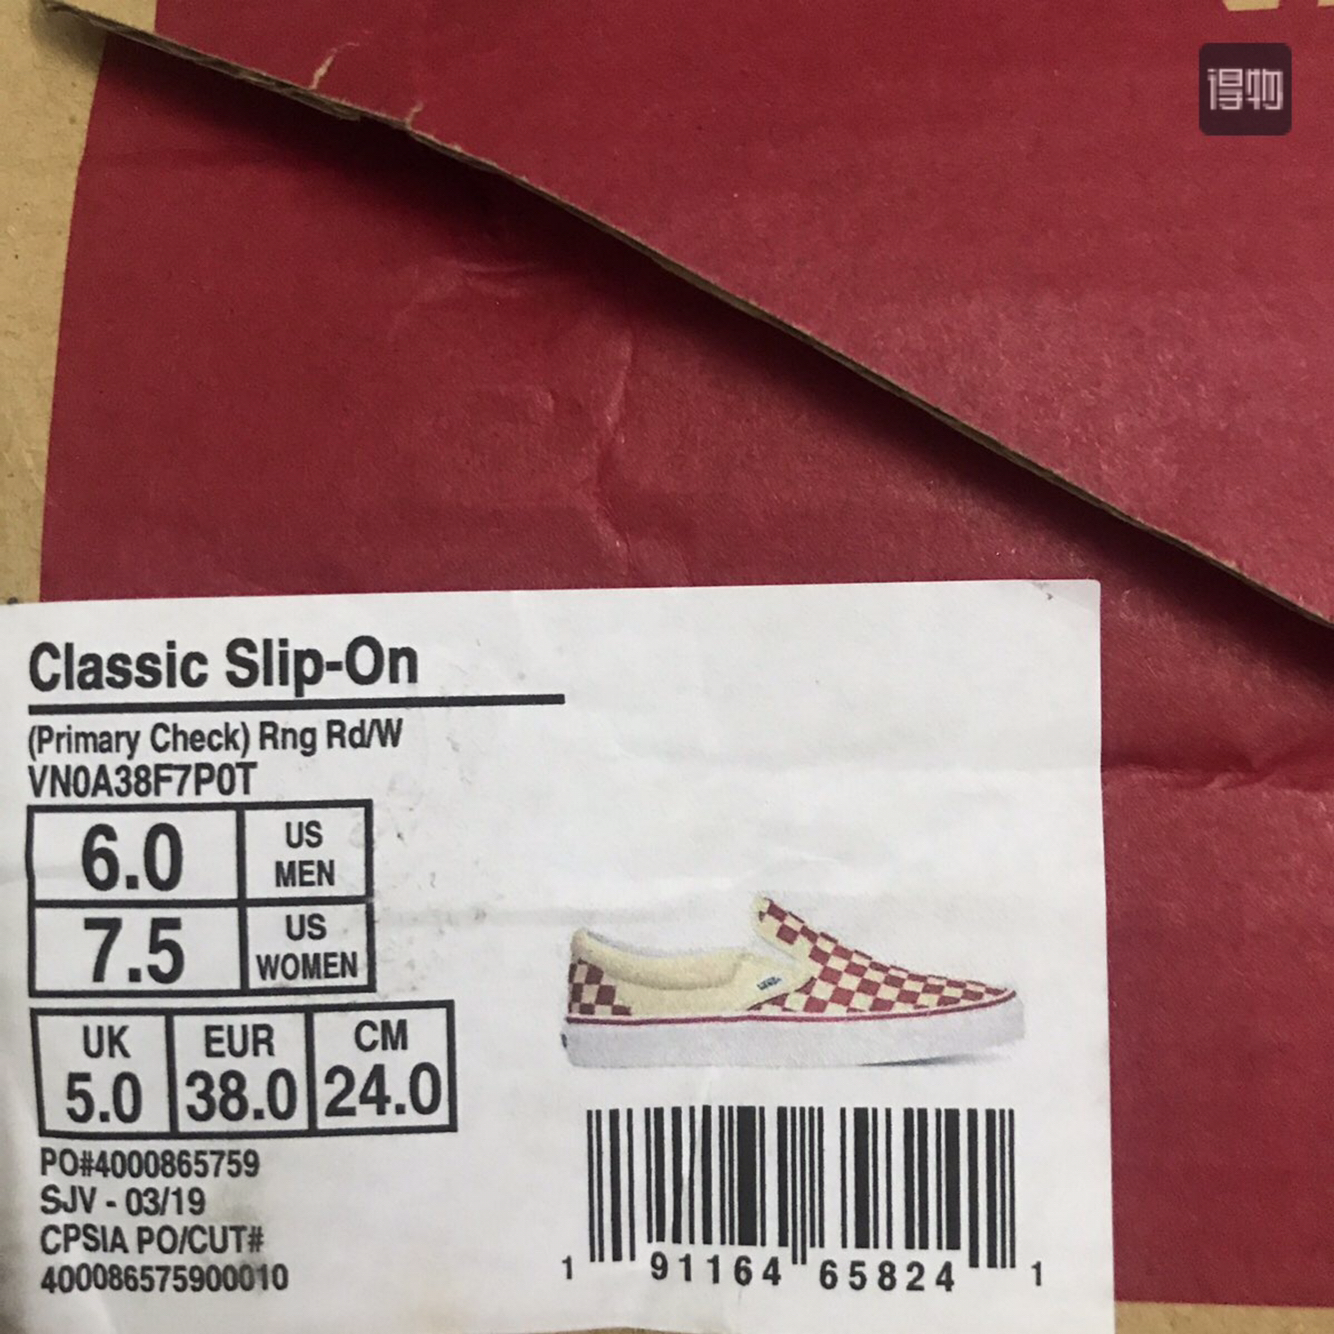 得物
Classic Slip-On
(Primary Check) Rng Rd/W
VN0A38F7P0T
6.0 US MEN
7.5 US WOMEN
UK EUR CM
5.0 38.0 24.0
PO#4000865759
SJV - 03/19
CPSIA PO/CUT#
400086575900010
1 91164 65824 1